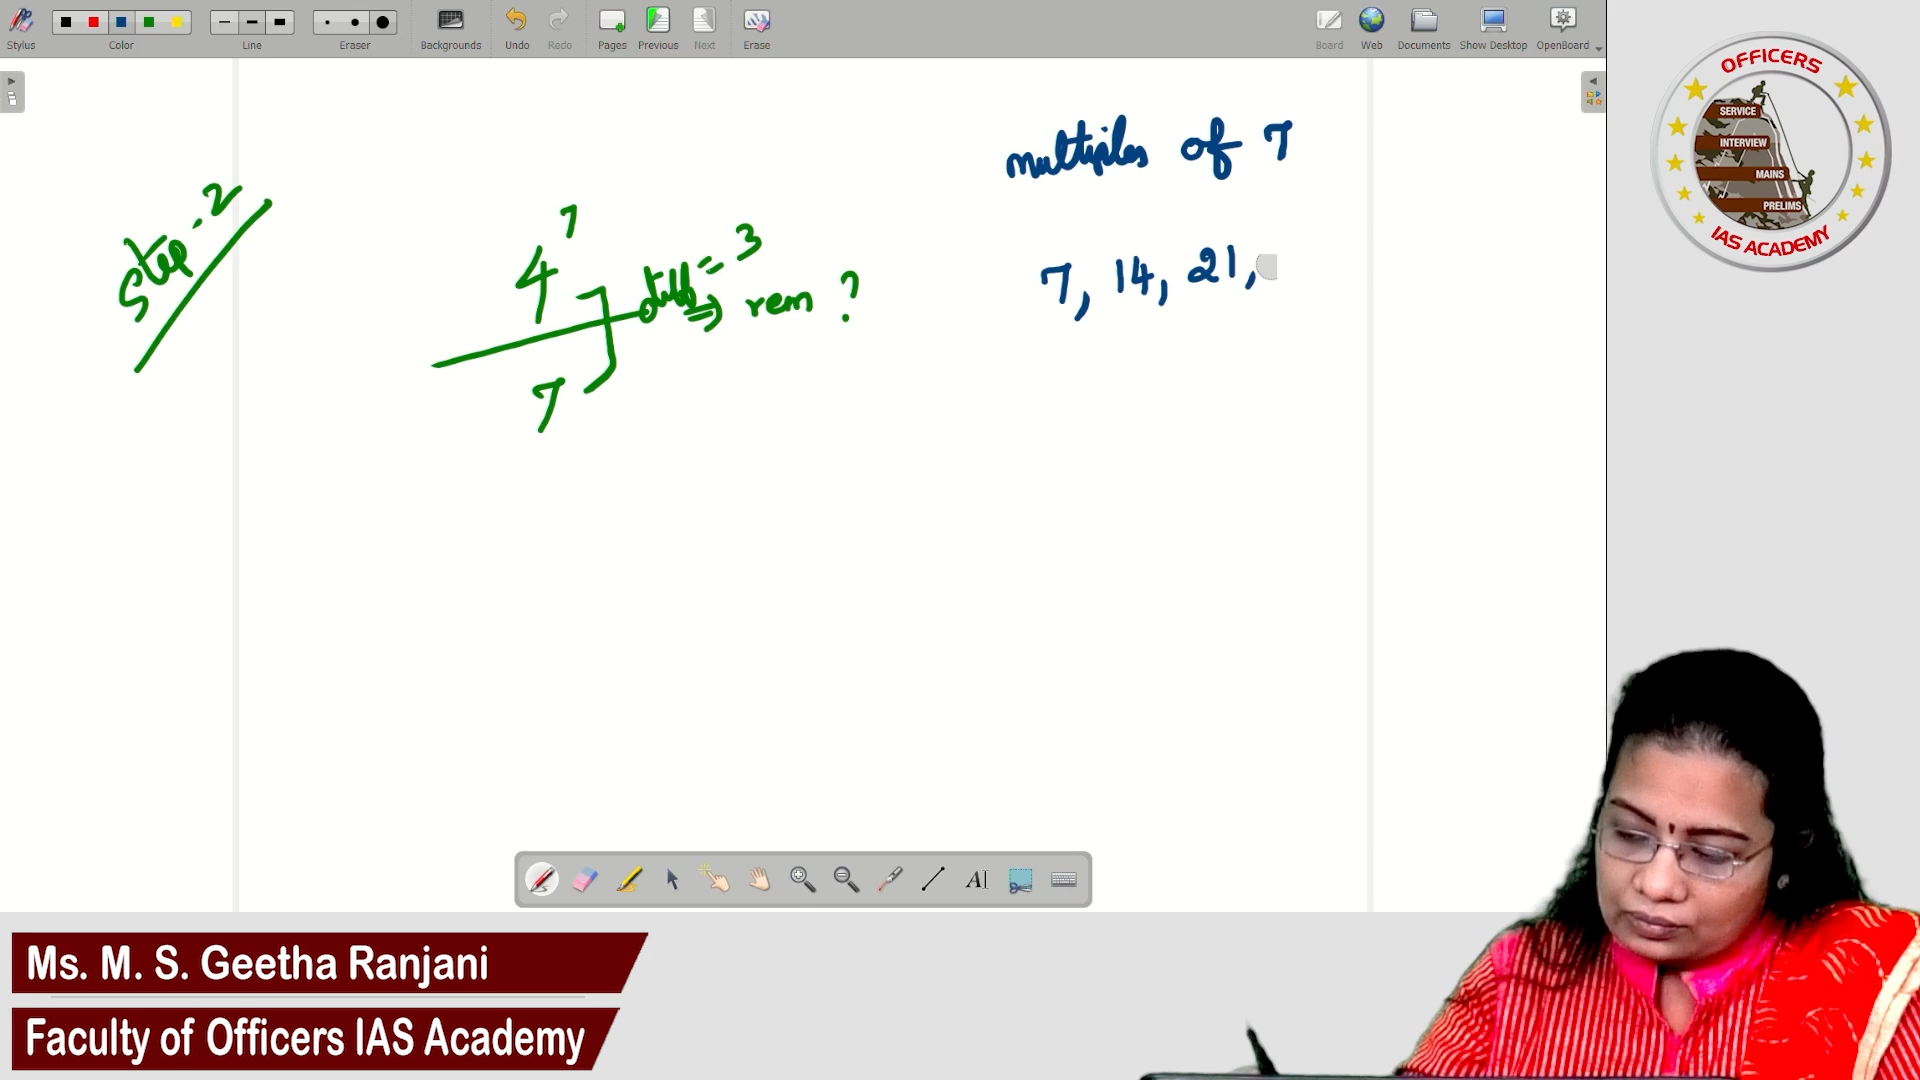 Stylus
Color
Line
Eraser
Backgrounds
Undo
Redo
Pages
Previous
Next
Erase
Board
Web
Documents
Show Desktop
OpenBoard
OFFICERS
SERVICE
INTERVIEW
MAINS
PRELIMS
IAS ACADEMY
multiples of 7
step-2
4⁷
diff = 3
⇒ rem ?
7
7, 14, 21,
AI
Ms. M. S. Geetha Ranjani
Faculty of Officers IAS Academy